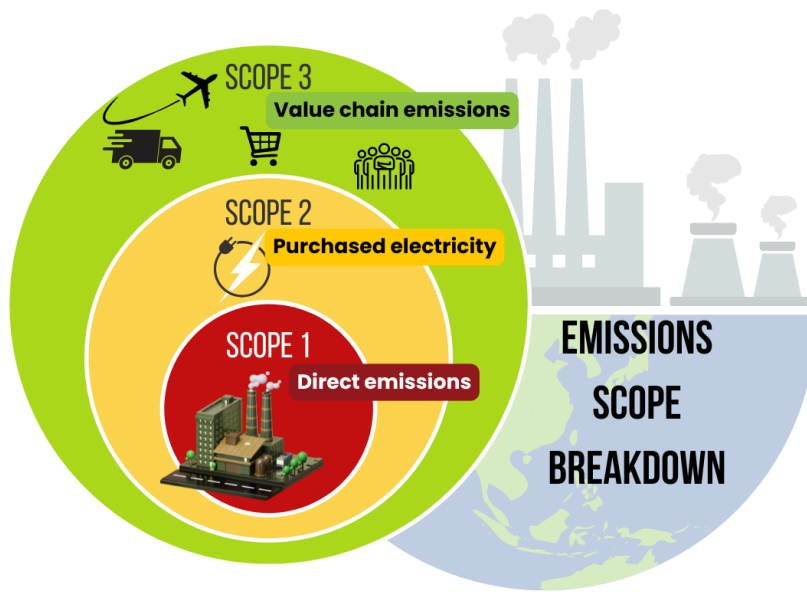 SCOPE 3
Value chain emissions
SCOPE 2
Purchased electricity
SCOPE 1
Direct emissions
EMISSIONS
SCOPE
BREAKDOWN